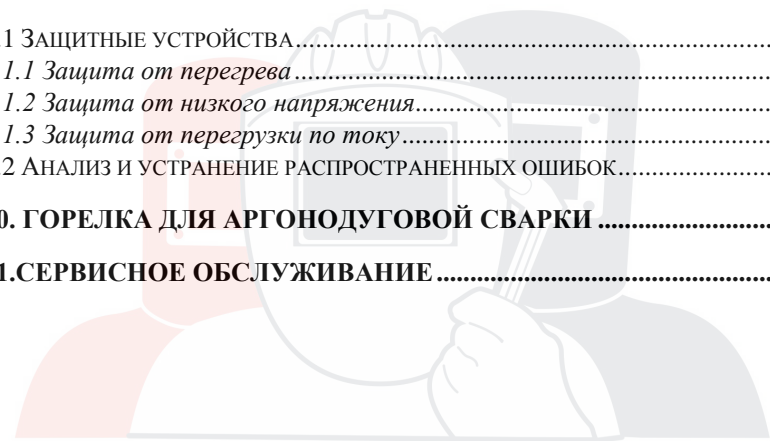 .1 Защитные устройства
1.1 Защита от перегрева
1.2 Защита от низкого напряжения
1.3 Защита от перегрузки по току
.2 Анализ и устранение распространенных ошибок
0. ГОРЕЛКА ДЛЯ АРГОНОДУГОВОЙ СВАРКИ
1.СЕРВИСНОЕ ОБСЛУЖИВАНИЕ